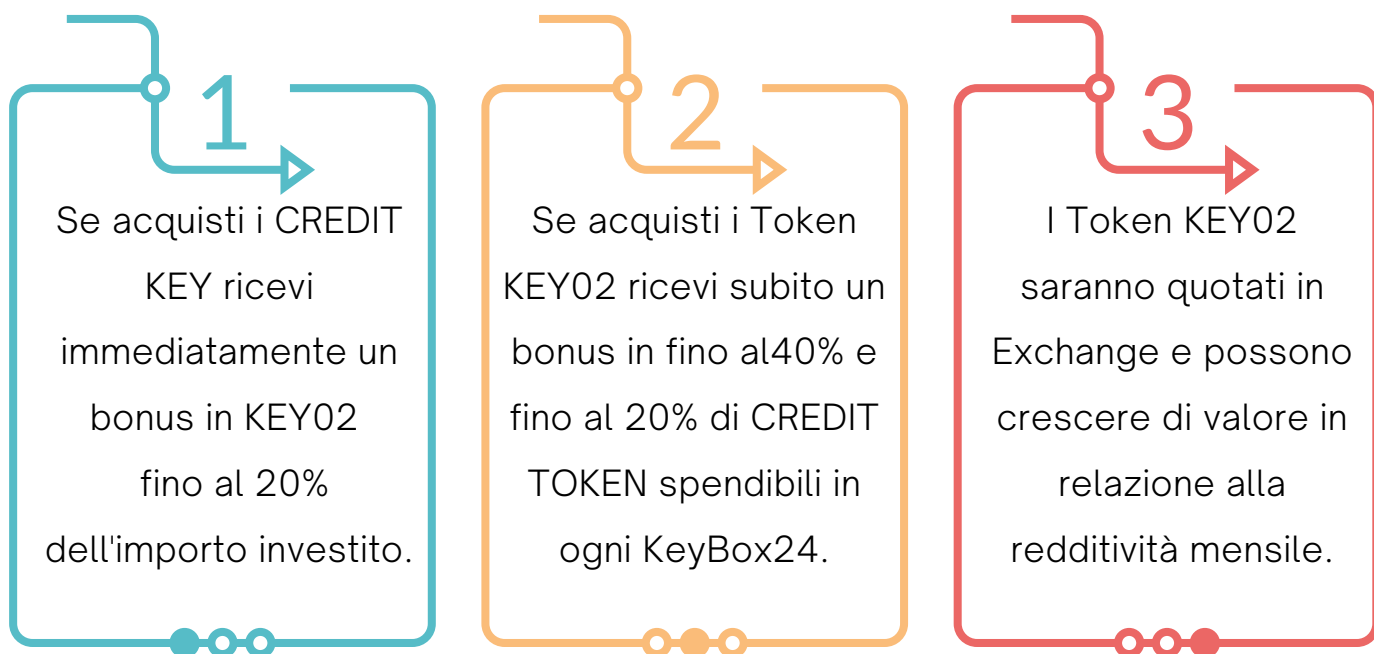 1
Se acquisti i CREDIT
KEY ricevi
immediatamente un
bonus in KEY02
fino al 20%
dell'importo investito.
2
Se acquisti i Token
KEY02 ricevi subito un
bonus in fino al40% e
fino al 20% di CREDIT
TOKEN spendibili in
ogni KeyBox24.
3
I Token KEY02
saranno quotati in
Exchange e possono
crescere di valore in
relazione alla
redditività mensile.